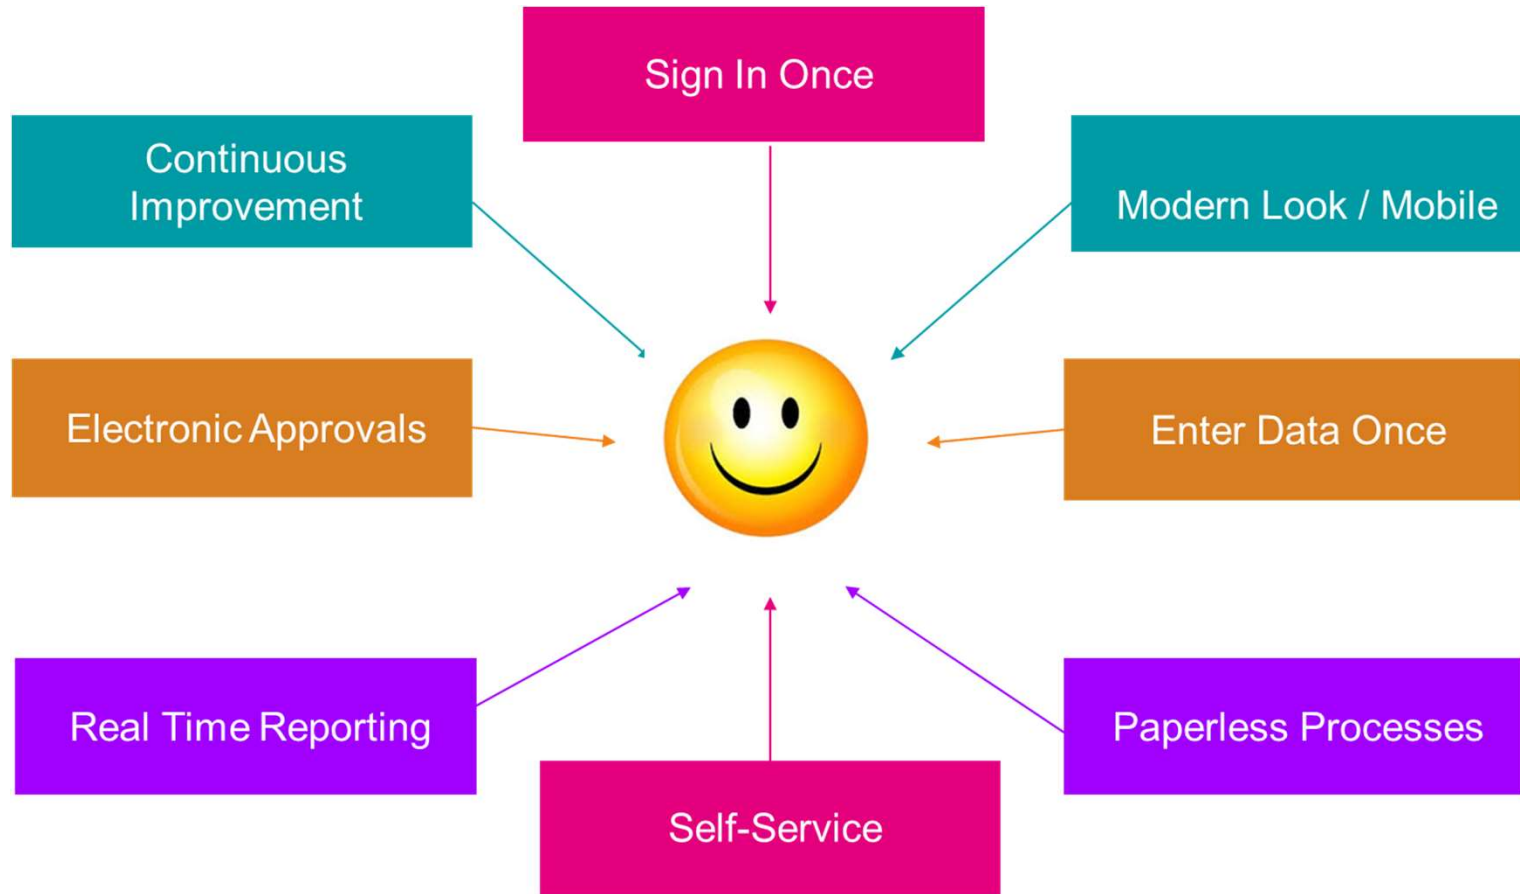 Sign In Once
Continuous
Improvement
Modern Look / Mobile
Electronic Approvals
Enter Data Once
Real Time Reporting
Paperless Processes
Self-Service